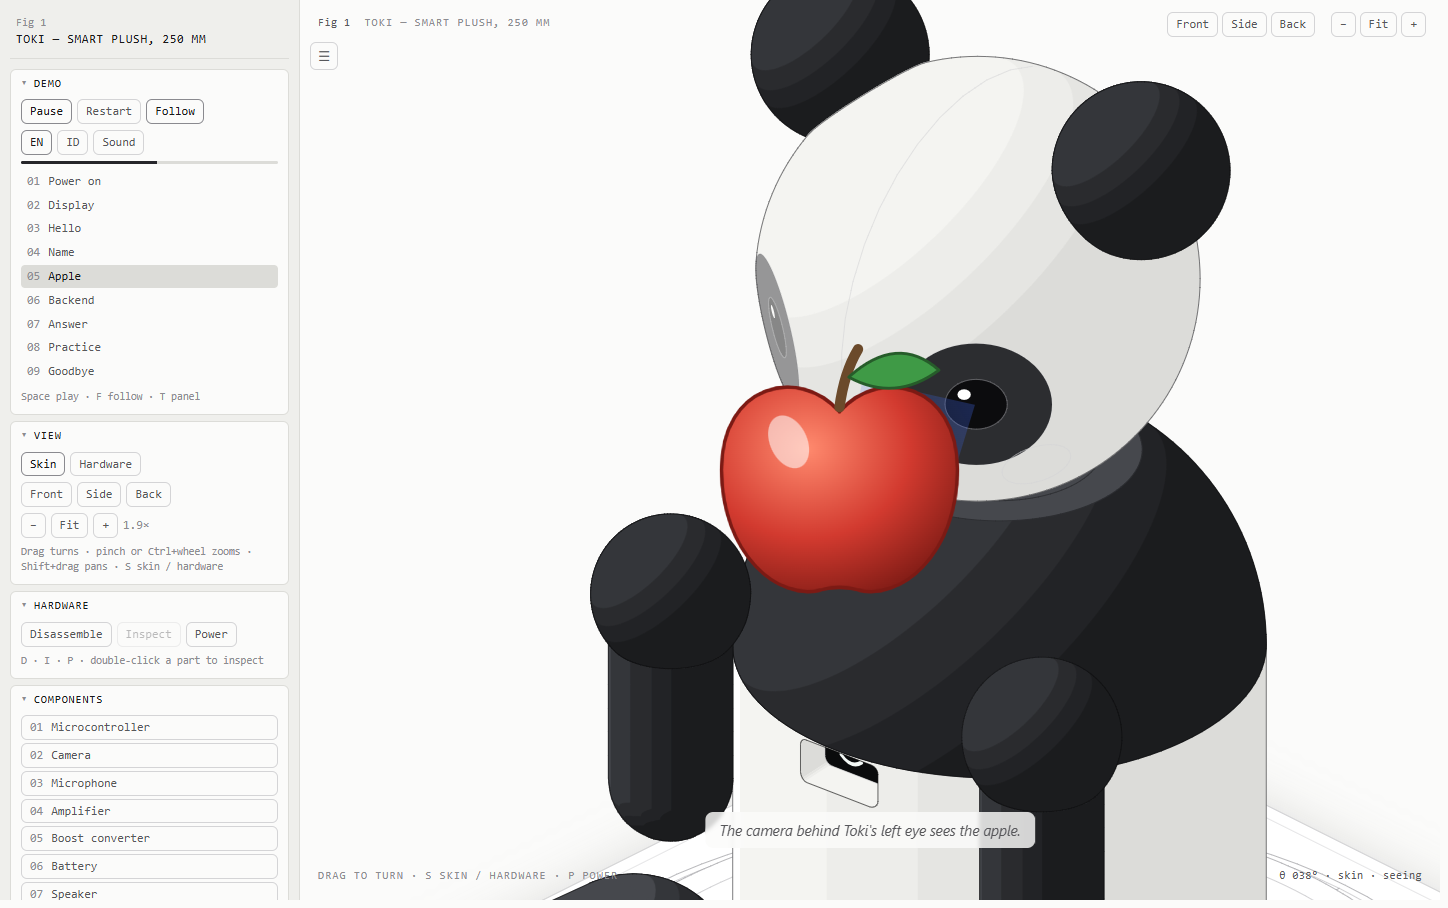 Fig 1
TOKI — SMART PLUSH, 250 MM
▾ DEMO
Pause Restart Follow
EN ID Sound
01 Power on
02 Display
03 Hello
04 Name
05 Apple
06 Backend
07 Answer
08 Practice
09 Goodbye
Space play · F follow · T panel
▾ VIEW
Skin Hardware
Front Side Back
− Fit + 1.9×
Drag turns · pinch or Ctrl+wheel zooms ·
Shift+drag pans · S skin / hardware
▾ HARDWARE
Disassemble Inspect Power
D · I · P · double-click a part to inspect
▾ COMPONENTS
01 Microcontroller
02 Camera
03 Microphone
04 Amplifier
05 Boost converter
06 Battery
07 Speaker
Fig 1 TOKI — SMART PLUSH, 250 MM
Front Side Back − Fit +
☰
The camera behind Toki's left eye sees the apple.
DRAG TO TURN · S SKIN / HARDWARE · P POWER
θ 038° · skin · seeing